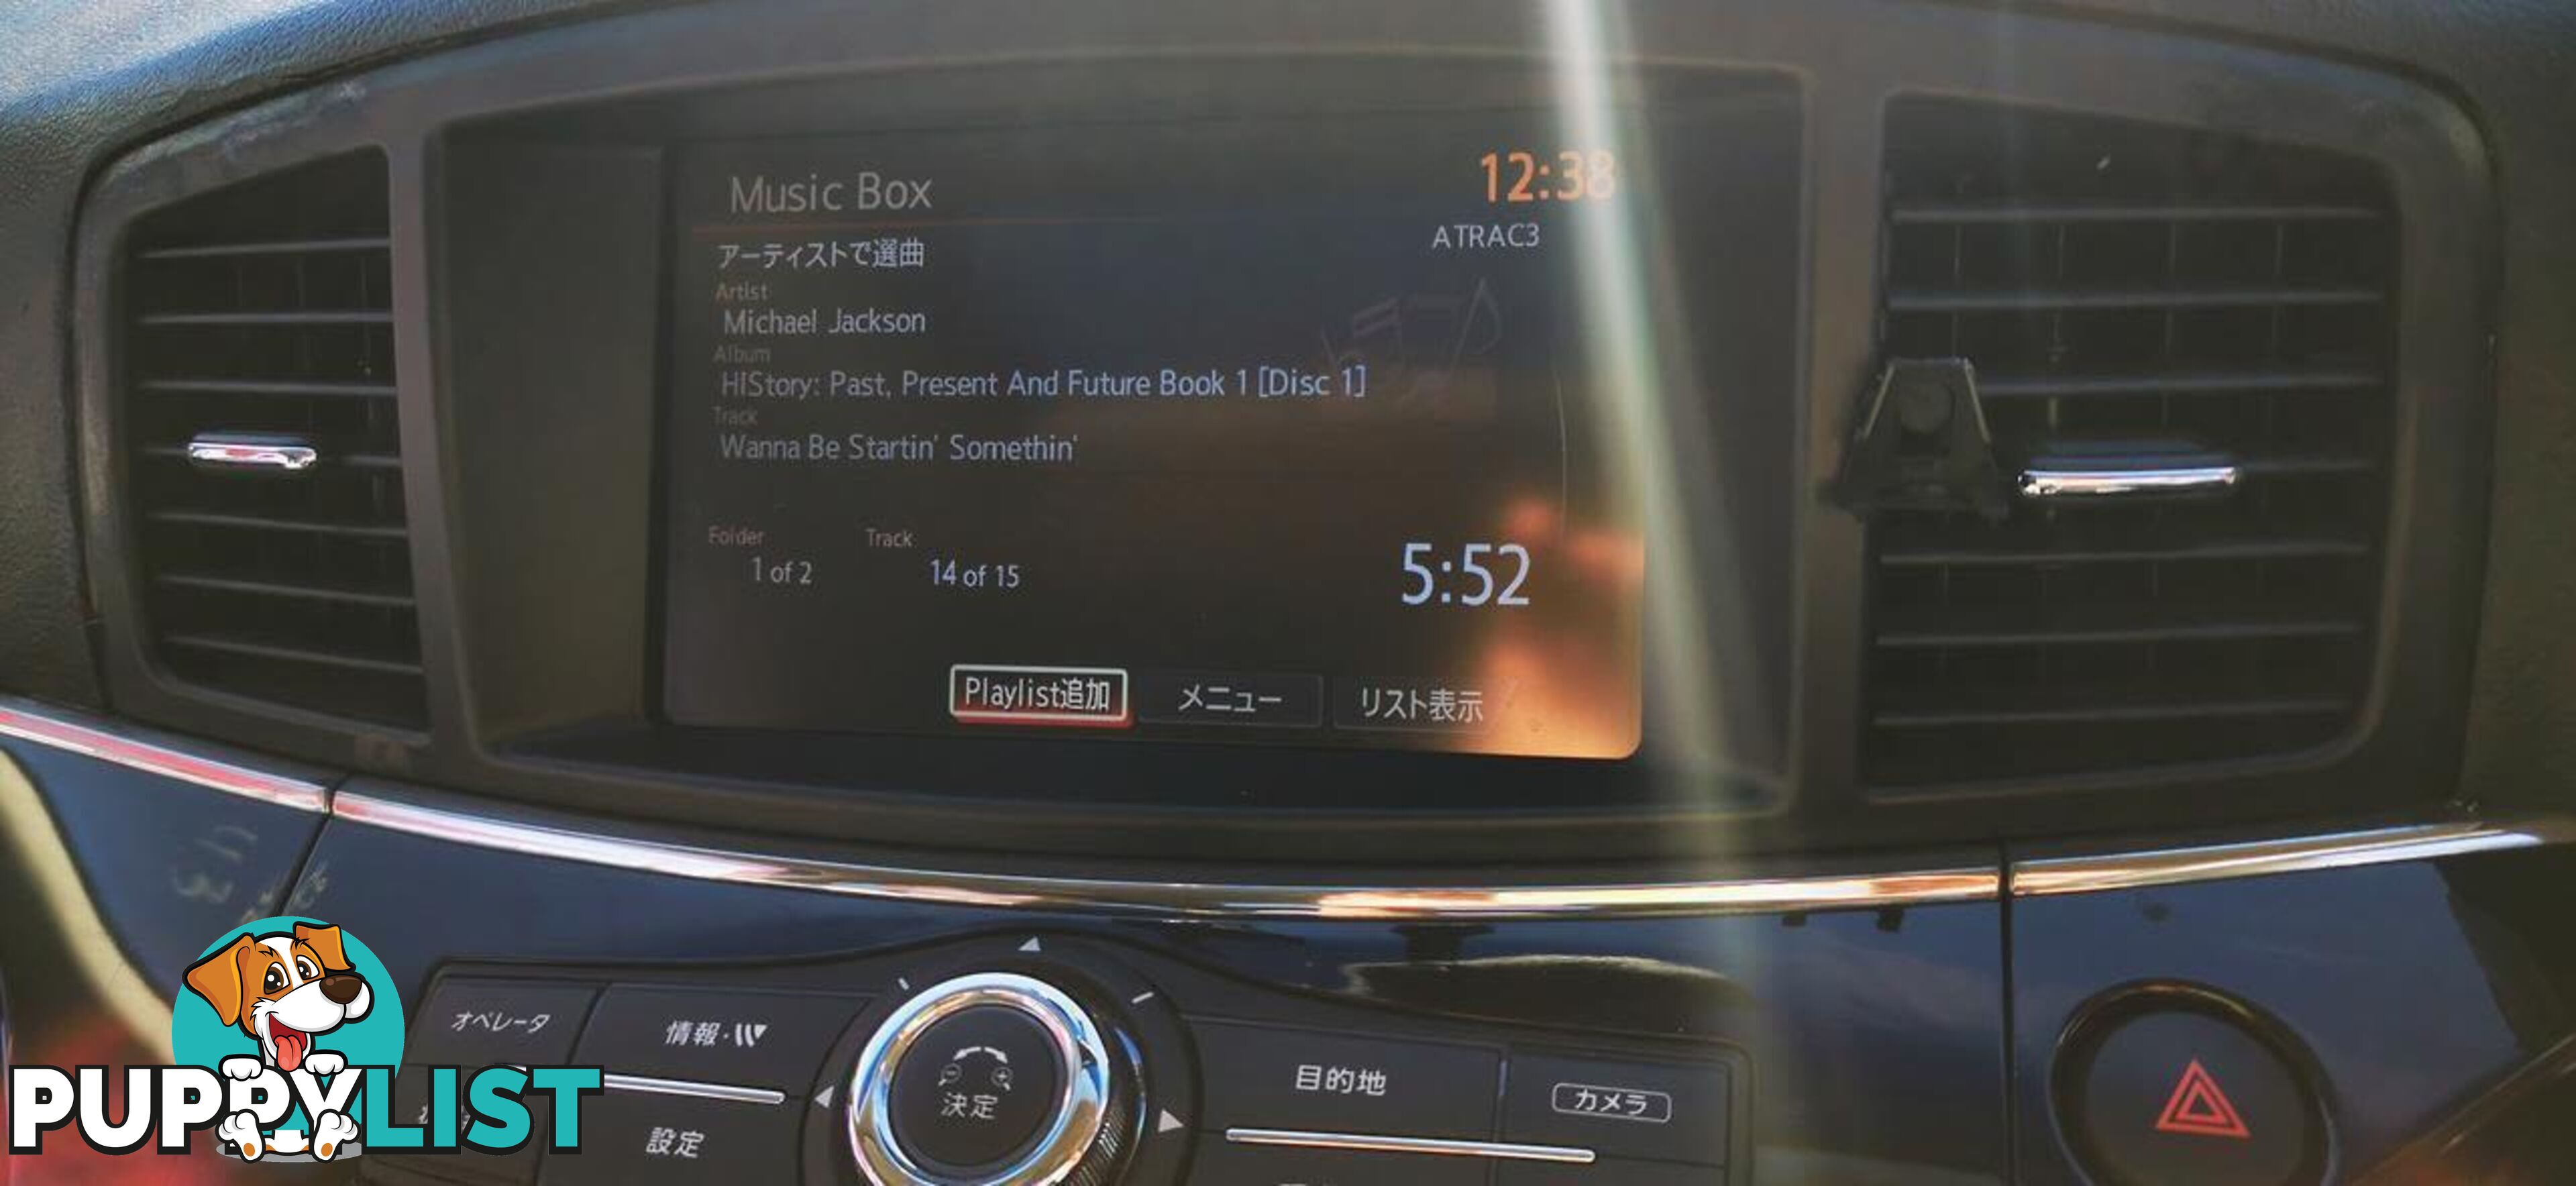 Music Box
12:38
アーティストで選曲
ATRAC3
Artist
Michael Jackson
Album
HIStory: Past, Present And Future Book 1 [Disc 1]
Track
Wanna Be Startin' Somethin'
Folder
Track
1 of 2
14 of 15
5:52
Playlist追加
メニュー
リスト表示
オペレータ
情報・
決定
目的地
カメラ
設定
PUPPYLIST